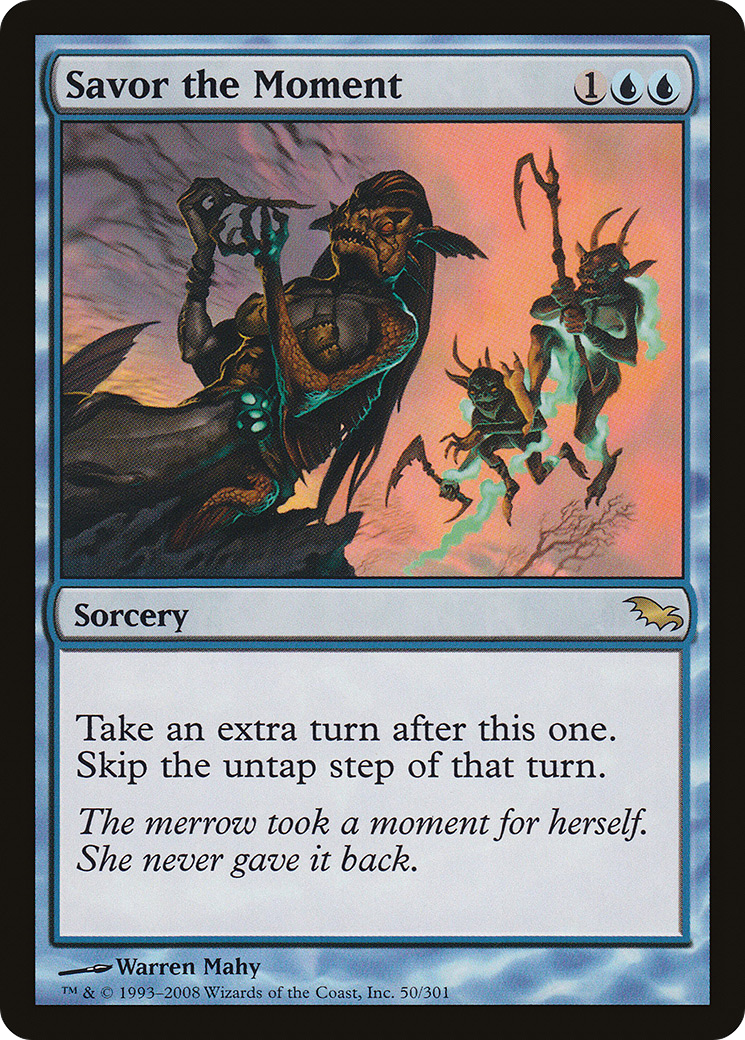 Savor the Moment 1
Sorcery
Take an extra turn after this one.
Skip the untap step of that turn.
The merrow took a moment for herself.
She never gave it back.
Warren Mahy
™ & © 1993–2008 Wizards of the Coast, Inc. 50/301